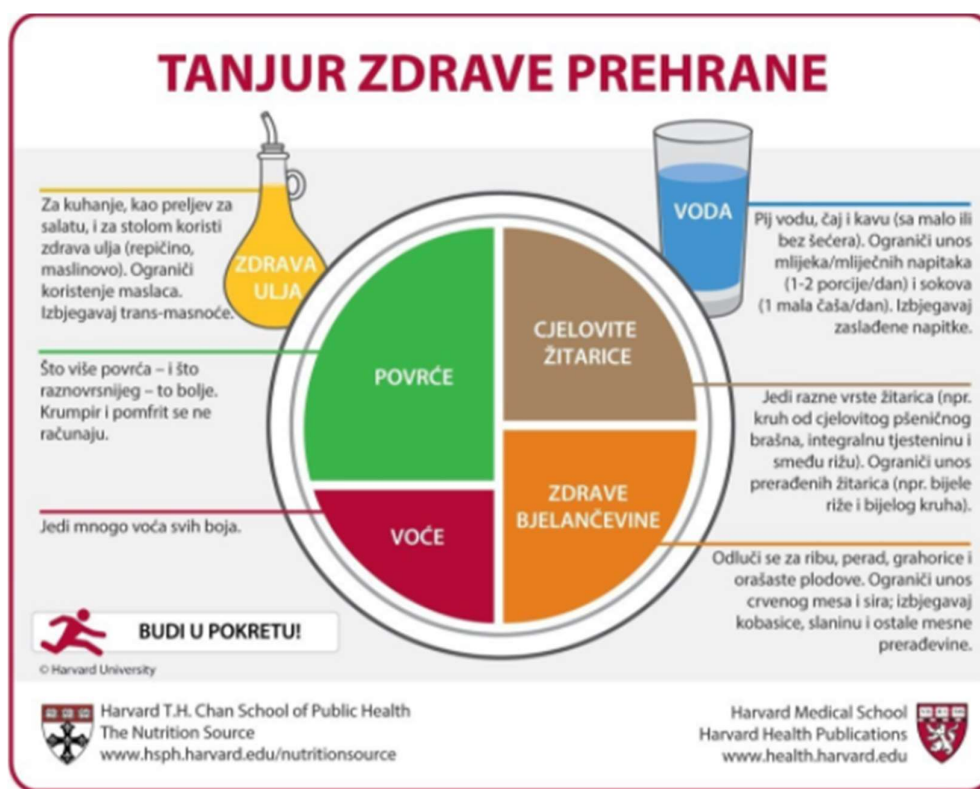 TANJUR ZDRAVE PREHRANE
Za kuhanje, kao preljev za
salatu, i za stolom koristi
zdrava ulja (repičino,
maslinovo). Ograniči
koristenje maslaca.
Izbjegavaj trans-masnoće.
ZDRAVA
ULJA
Što više povrća – i što
raznovrsnijeg – to bolje.
Krumpir i pomfrit se ne
računaju.
Jedi mnogo voća svih boja.
POVRĆE
VOĆE
CJELOVITE
ŽITARICE
ZDRAVE
BJELANČEVINE
VODA
Pij vodu, čaj i kavu (sa malo ili
bez šećera). Ograniči unos
mlijeka/mliječnih napitaka
(1-2 porcije/dan) i sokova
(1 mala čaša/dan). Izbjegavaj
zaslađene napitke.
Jedi razne vrste žitarica (npr.
kruh od cjelovitog pšeničnog
brašna, integralnu tjesteninu i
smeđu rižu). Ograniči unos
prerađenih žitarica (npr. bijele
riže i bijelog kruha).
Odluči se za ribu, perad, grahorice i
orašaste plodove. Ograniči unos
crvenog mesa i sira; izbjegavaj
kobasice, slaninu i ostale mesne
prerađevine.
BUDI U POKRETU!
© Harvard University
Harvard T.H. Chan School of Public Health
The Nutrition Source
www.hsph.harvard.edu/nutritionsource
Harvard Medical School
Harvard Health Publications
www.health.harvard.edu